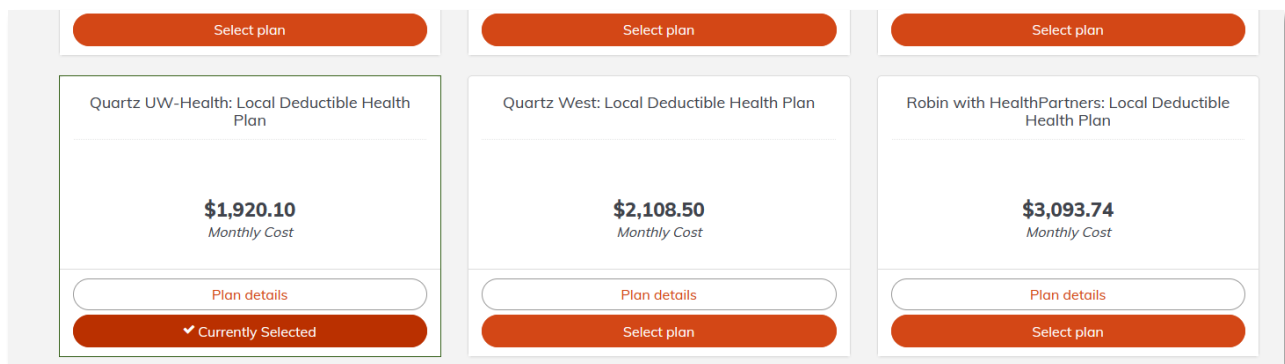 Select plan
Select plan
Select plan
Quartz UW-Health: Local Deductible Health
Plan
$1,920.10
Monthly Cost
Plan details
Currently Selected
Quartz West: Local Deductible Health Plan
$2,108.50
Monthly Cost
Plan details
Select plan
Robin with HealthPartners: Local Deductible
Health Plan
$3,093.74
Monthly Cost
Plan details
Select plan